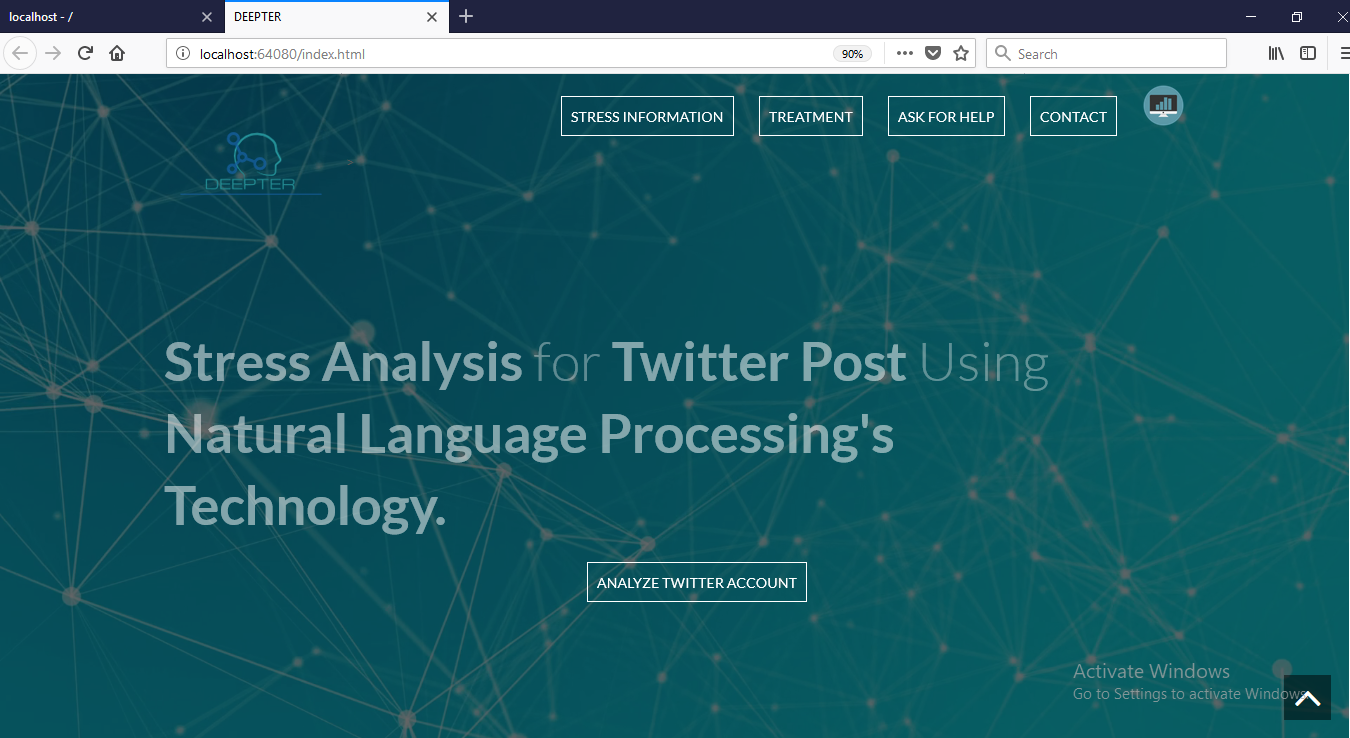 localhost - /
DEEPTER
localhost:64080/index.html
90%
Search
STRESS INFORMATION
TREATMENT
ASK FOR HELP
CONTACT
DEEPTER
Stress Analysis for Twitter Post Using
Natural Language Processing's
Technology.
ANALYZE TWITTER ACCOUNT
Activate Windows
Go to Settings to activate Windows.